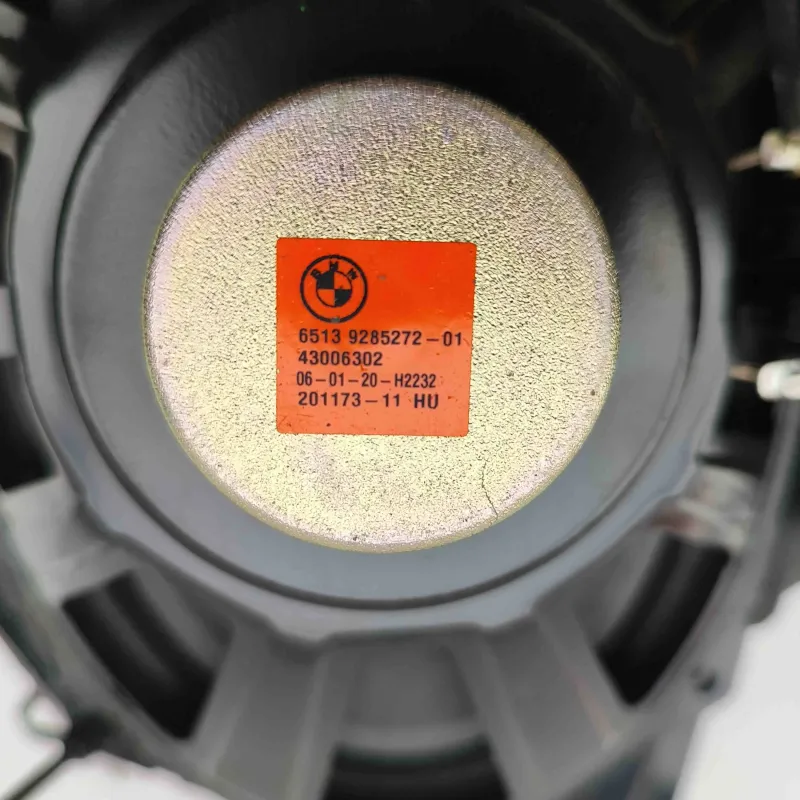 BMW
6513 9285272-01
43006302
06-01-20-H2232
201173-11 HU